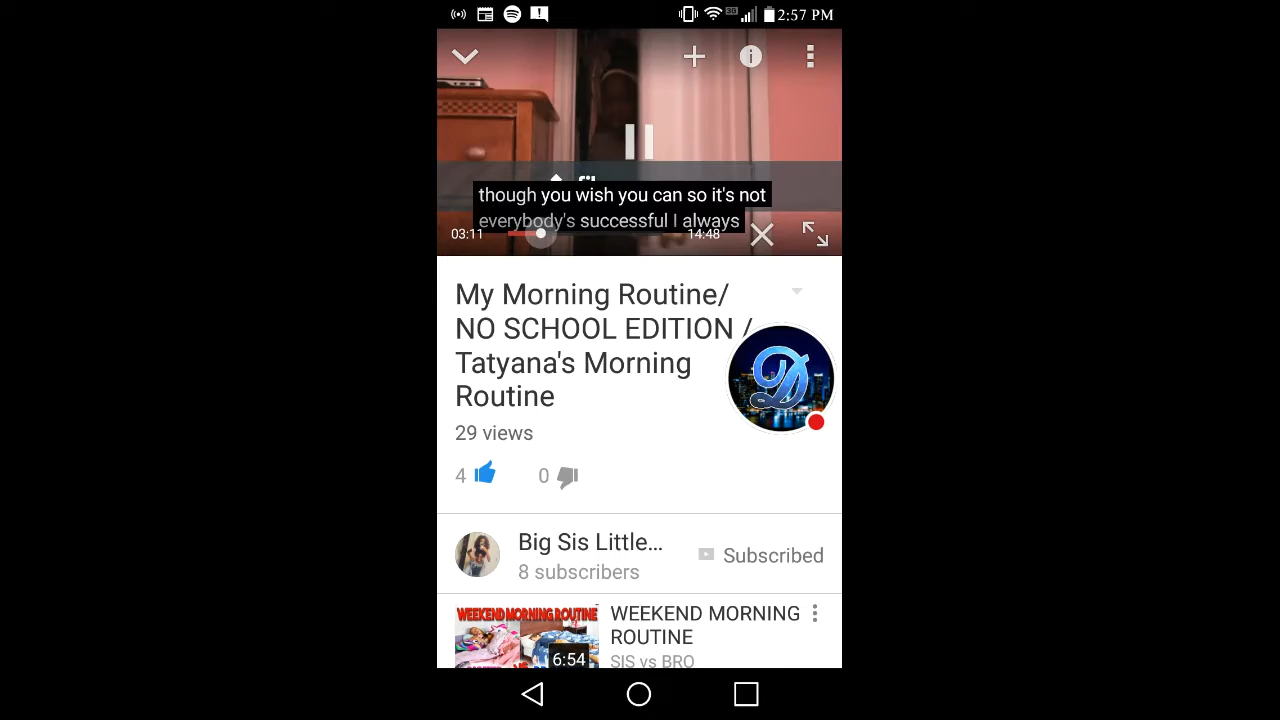 3G 2:57 PM
though you wish you can so it's not
everybody's successful I always
03:11 14:48
My Morning Routine/
NO SCHOOL EDITION /
Tatyana's Morning
Routine
29 views
4 0
Big Sis Little...
Subscribed
8 subscribers
WEEKEND MORNING ROUTINE
WEEKEND MORNING
ROUTINE
6:54
SIS vs BRO
D